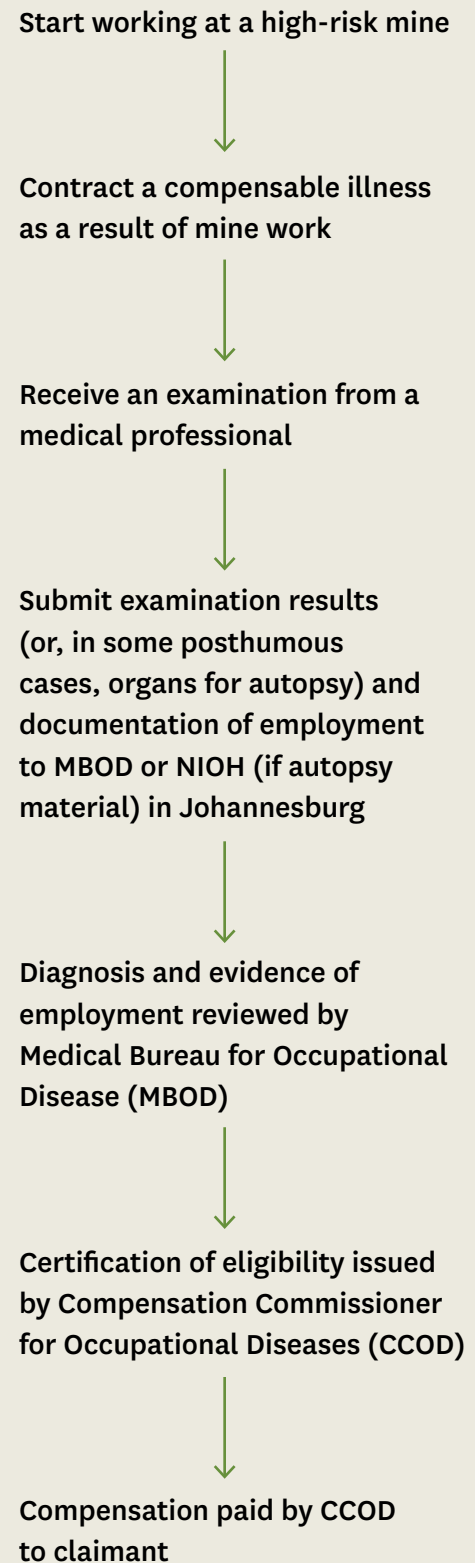 Start working at a high-risk mine
Contract a compensable illness
as a result of mine work
Receive an examination from a
medical professional
Submit examination results
(or, in some posthumous
cases, organs for autopsy) and
documentation of employment
to MBOD or NIOH (if autopsy
material) in Johannesburg
Diagnosis and evidence of
employment reviewed by
Medical Bureau for Occupational
Disease (MBOD)
Certification of eligibility issued
by Compensation Commissioner
for Occupational Diseases (CCOD)
Compensation paid by CCOD
to claimant